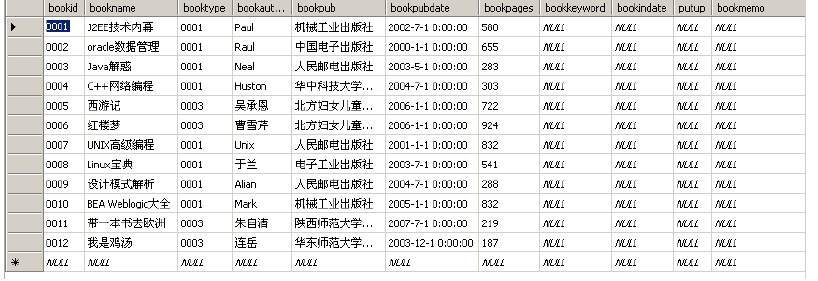 bookid bookname booktype bookaut... bookpub bookpubdate bookpages bookkeyword bookindate putup bookmemo
0001 J2EE技术内幕 0001 Paul 机械工业出版社 2002-7-1 0:00:00 580 NULL NULL NULL NULL
0002 oracle数据管理 0001 Raul 中国电子出版社 2000-1-1 0:00:00 655 NULL NULL NULL NULL
0003 Java解惑 0001 Neal 人民邮电出版社 2003-5-1 0:00:00 283 NULL NULL NULL NULL
0004 C++网络编程 0001 Huston 华中科技大学... 2004-7-1 0:00:00 303 NULL NULL NULL NULL
0005 西游记 0003 吴承恩 北方妇女儿童... 2006-1-1 0:00:00 722 NULL NULL NULL NULL
0006 红楼梦 0003 曹雪芹 北方妇女儿童... 2006-1-1 0:00:00 924 NULL NULL NULL NULL
0007 UNIX高级编程 0001 Unix 人民邮电出版社 2001-1-1 0:00:00 832 NULL NULL NULL NULL
0008 Linux宝典 0001 于兰 电子工业出版社 2003-7-1 0:00:00 541 NULL NULL NULL NULL
0009 设计模式解析 0001 Alian 人民邮电出版社 2004-7-1 0:00:00 288 NULL NULL NULL NULL
0010 BEA Weblogic大全 0001 Mark 机械工业出版社 2005-1-1 0:00:00 832 NULL NULL NULL NULL
0011 带一本书去欧洲 0003 朱自清 陕西师范大学... 2007-7-1 0:00:00 219 NULL NULL NULL NULL
0012 我是鸡汤 0003 连岳 华东师范大学... 2003-12-1 0:00:00 187 NULL NULL NULL NULL
NULL NULL NULL NULL NULL NULL NULL NULL NULL NULL NULL